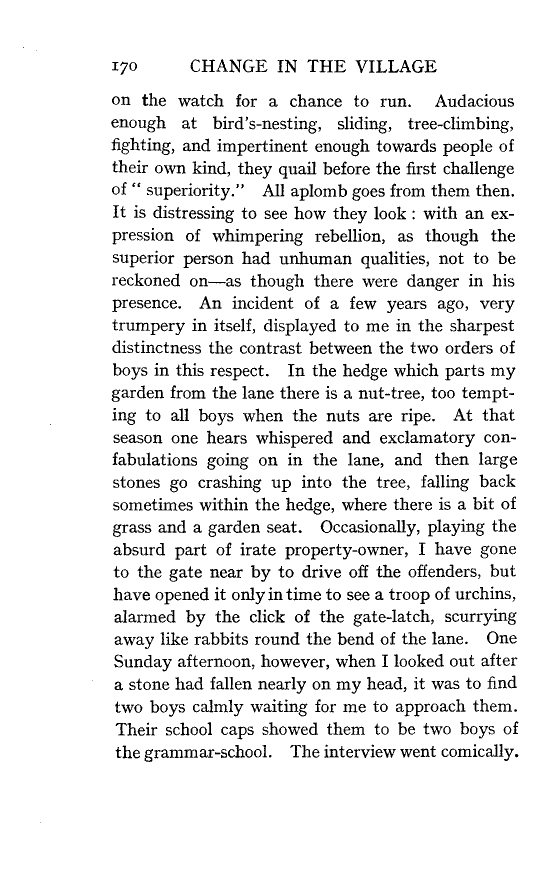 170 CHANGE IN THE VILLAGE
on the watch for a chance to run. Audacious
enough at bird's-nesting, sliding, tree-climbing,
fighting, and impertinent enough towards people of
their own kind, they quail before the first challenge
of “ superiority.” All aplomb goes from them then.
It is distressing to see how they look : with an ex-
pression of whimpering rebellion, as though the
superior person had unhuman qualities, not to be
reckoned on—as though there were danger in his
presence. An incident of a few years ago, very
trumpery in itself, displayed to me in the sharpest
distinctness the contrast between the two orders of
boys in this respect. In the hedge which parts my
garden from the lane there is a nut-tree, too tempt-
ing to all boys when the nuts are ripe. At that
season one hears whispered and exclamatory con-
fabulations going on in the lane, and then large
stones go crashing up into the tree, falling back
sometimes within the hedge, where there is a bit of
grass and a garden seat. Occasionally, playing the
absurd part of irate property-owner, I have gone
to the gate near by to drive off the offenders, but
have opened it only in time to see a troop of urchins,
alarmed by the click of the gate-latch, scurrying
away like rabbits round the bend of the lane. One
Sunday afternoon, however, when I looked out after
a stone had fallen nearly on my head, it was to find
two boys calmly waiting for me to approach them.
Their school caps showed them to be two boys of
the grammar-school. The interview went comically.